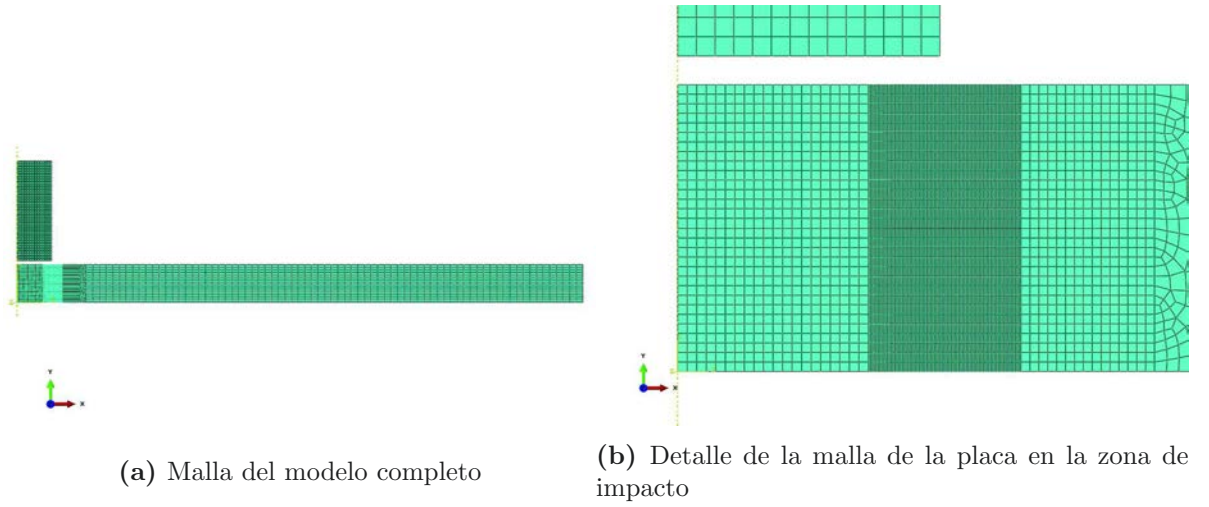 Y
X
Y
X
(a) Malla del modelo completo
(b) Detalle de la malla de la placa en la zona de
impacto